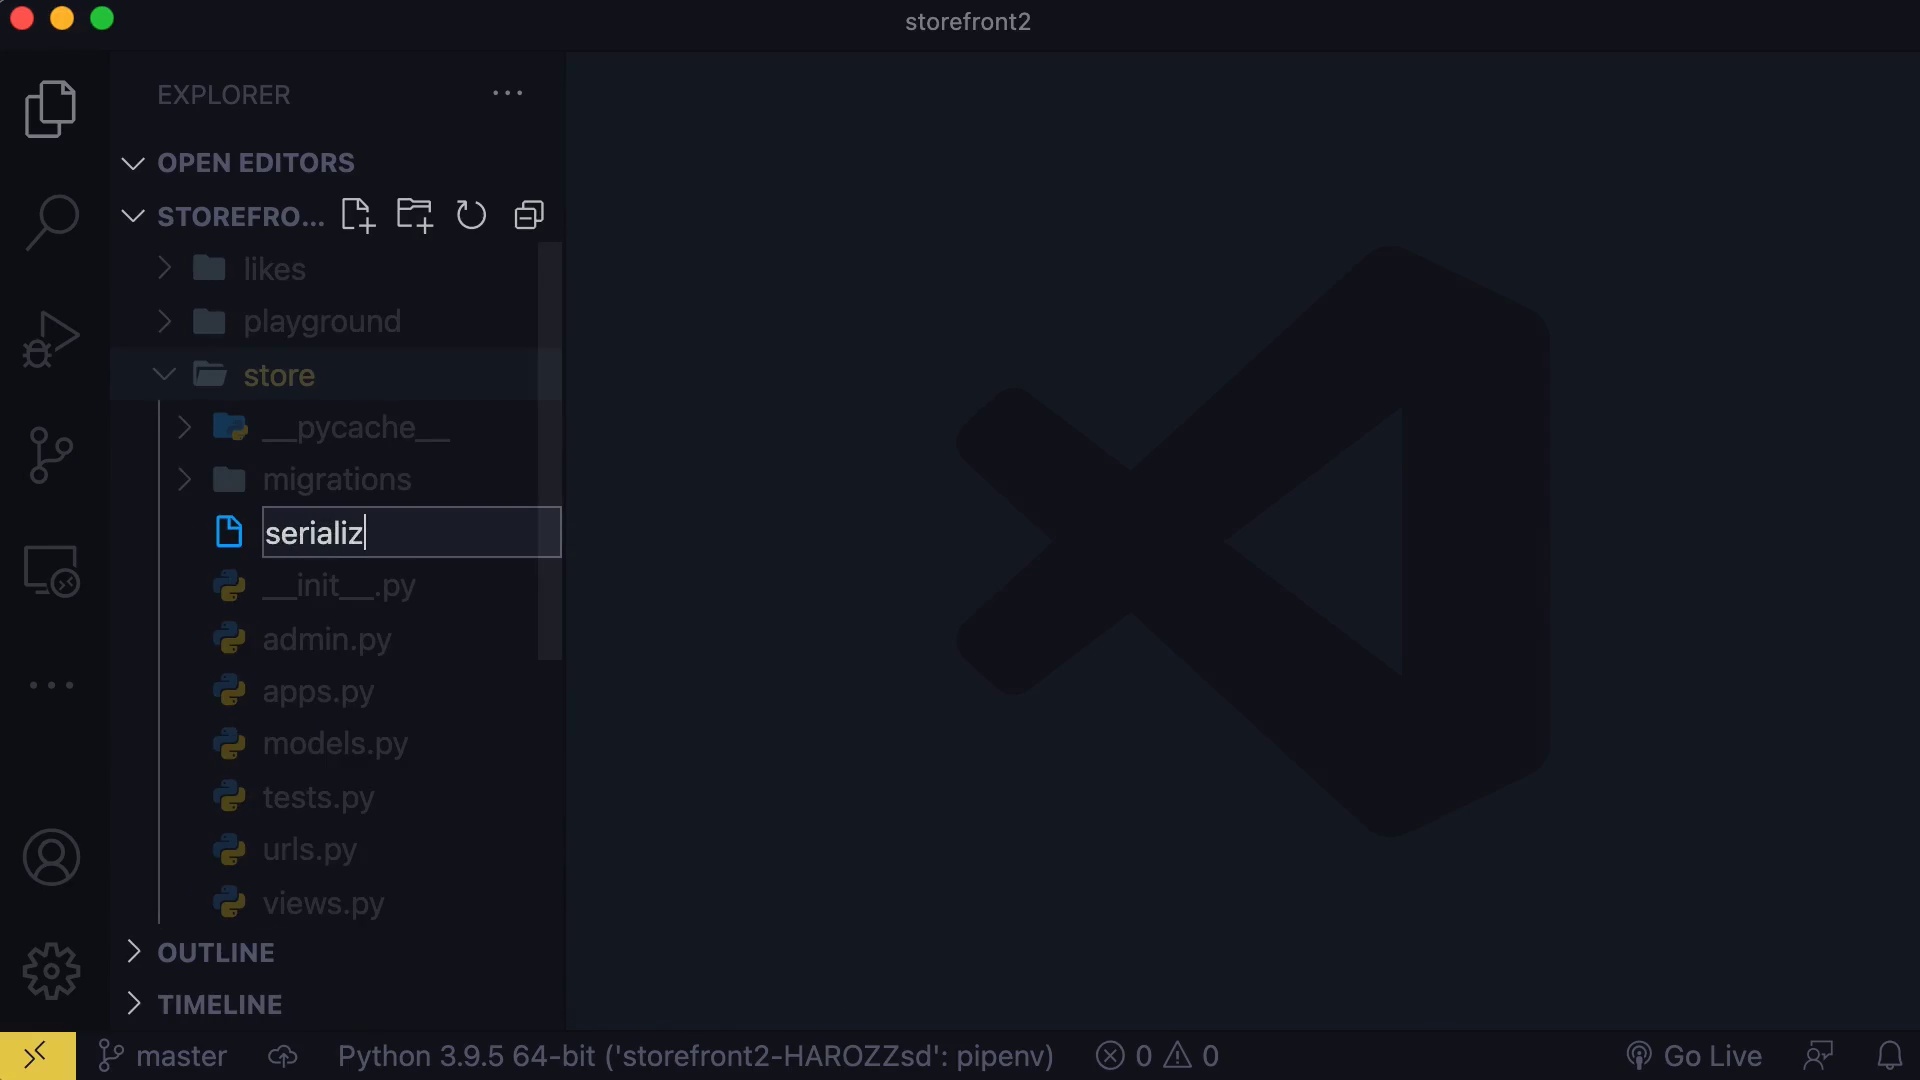 storefront2
EXPLORER
OPEN EDITORS
STOREFRO...
likes
playground
store
__pycache__
migrations
serializ
__init__.py
admin.py
apps.py
models.py
tests.py
urls.py
views.py
OUTLINE
TIMELINE
master Python 3.9.5 64-bit ('storefront2-HAROZZsd': pipenv) 0 0 Go Live